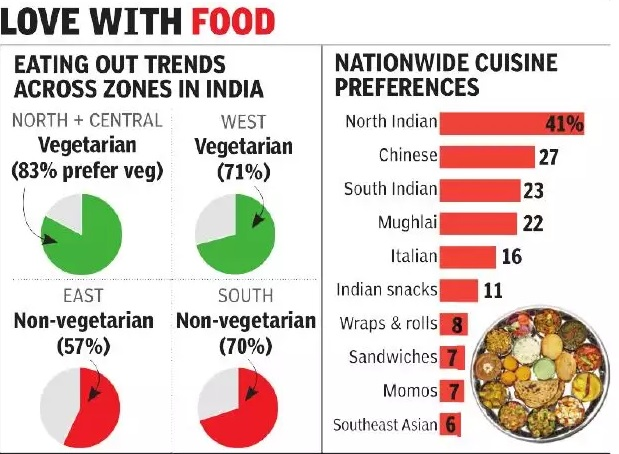 LOVE WITH FOOD
EATING OUT TRENDS
ACROSS ZONES IN INDIA
NORTH + CENTRAL
Vegetarian
(83% prefer veg)
WEST
Vegetarian
(71%)
EAST
Non-vegetarian
(57%)
SOUTH
Non-vegetarian
(70%)
NATIONWIDE CUISINE
PREFERENCES
North Indian 41%
Chinese 27
South Indian 23
Mughlai 22
Italian 16
Indian snacks 11
Wraps & rolls 8
Sandwiches 7
Momos 7
Southeast Asian 6